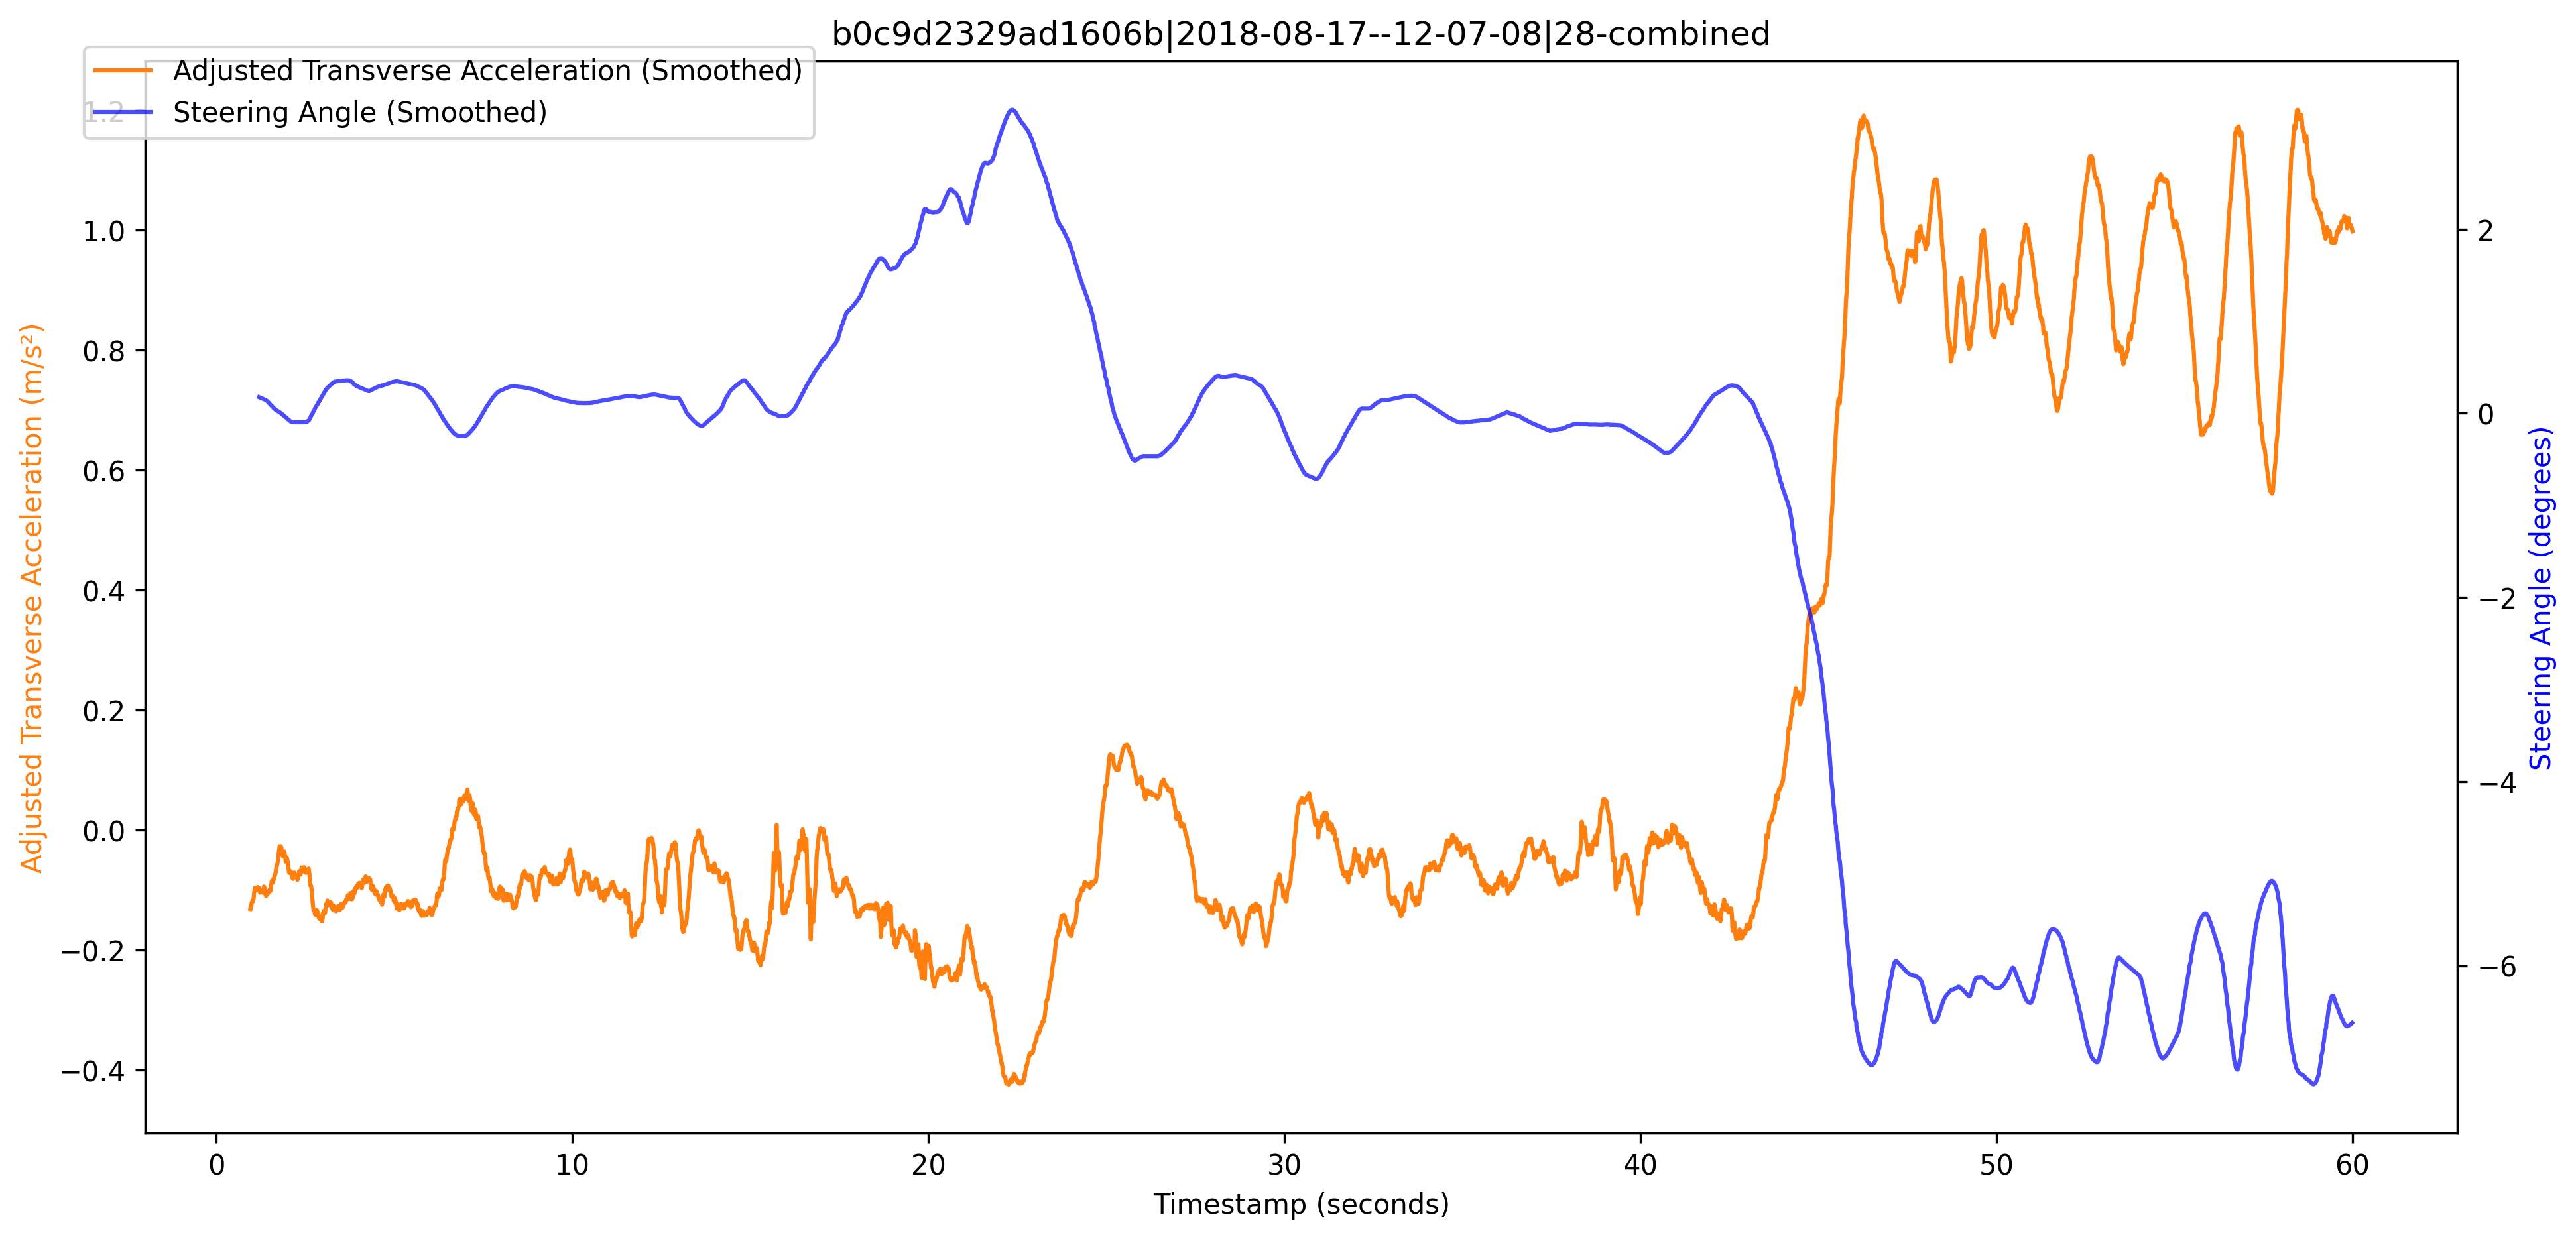 b0c9d2329ad1606b|2018-08-17--12-07-08|28-combined
Adjusted Transverse Acceleration (Smoothed)
Steering Angle (Smoothed)
1.2
1.0
0.8
0.6
0.4
0.2
0.0
−0.2
−0.4
Adjusted Transverse Acceleration (m/s²)
2
0
−2
−4
−6
Steering Angle (degrees)
0 10 20 30 40 50 60
Timestamp (seconds)